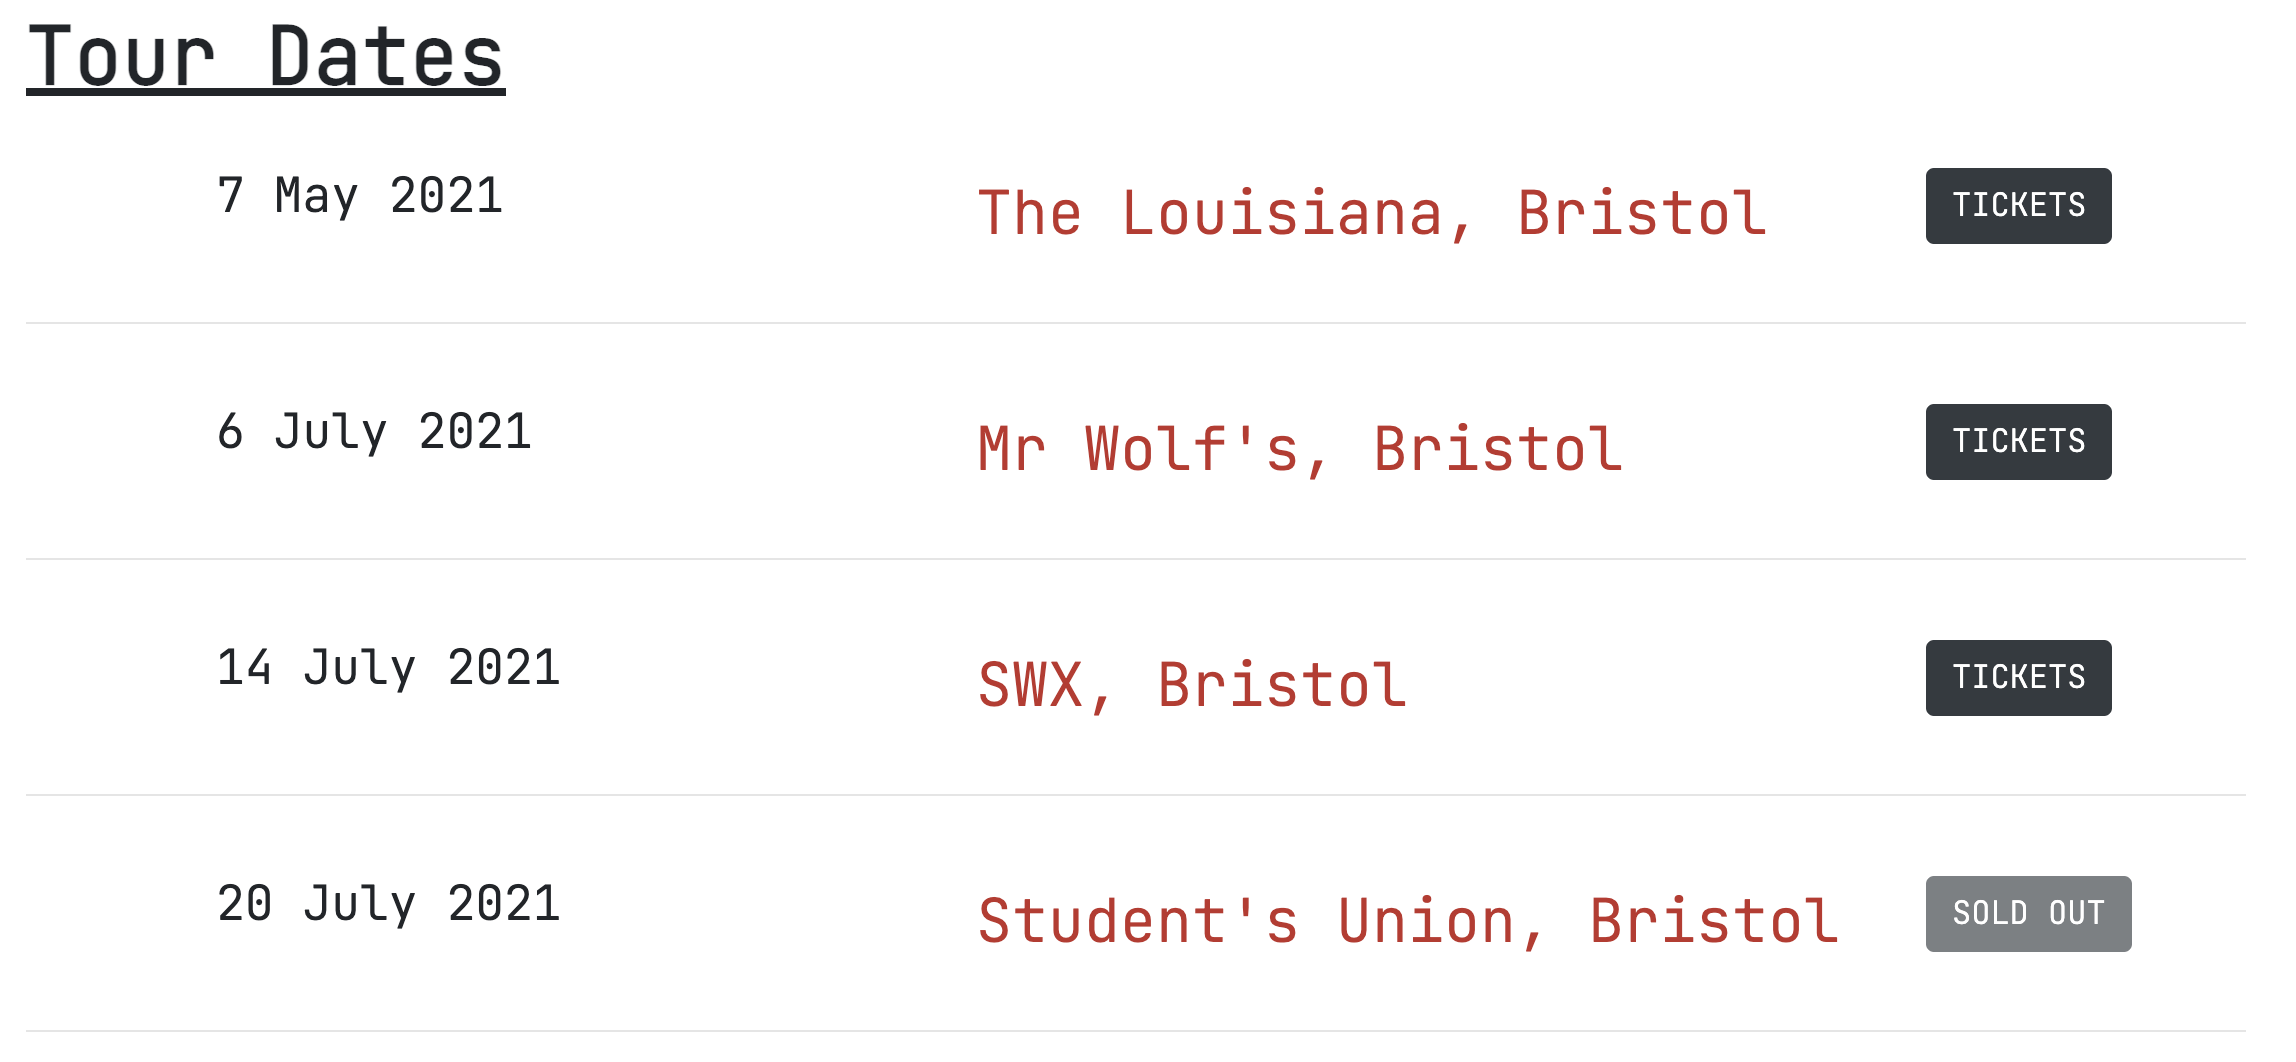 Tour Dates
7 May 2021 The Louisiana, Bristol TICKETS
6 July 2021 Mr Wolf's, Bristol TICKETS
14 July 2021 SWX, Bristol TICKETS
20 July 2021 Student's Union, Bristol SOLD OUT